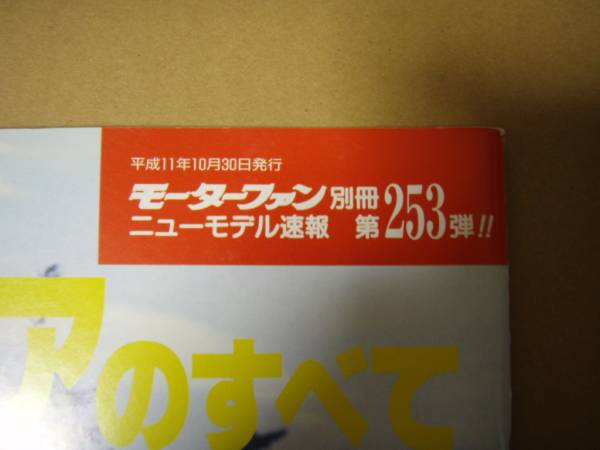 平成11年10月30日発行
モーターファン別冊
ニューモデル速報 第253弾!!
アのすべて